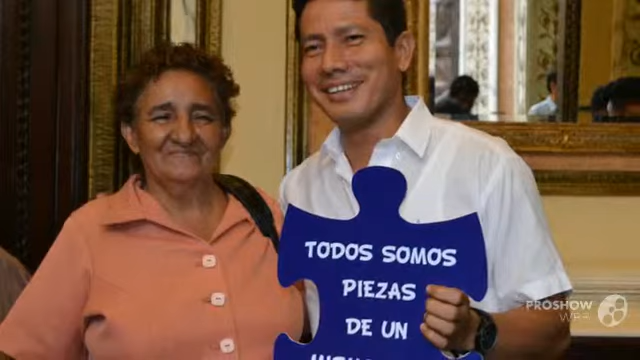 TODOS SOMOS
PIEZAS
DE UN
PROSHOW
WEB